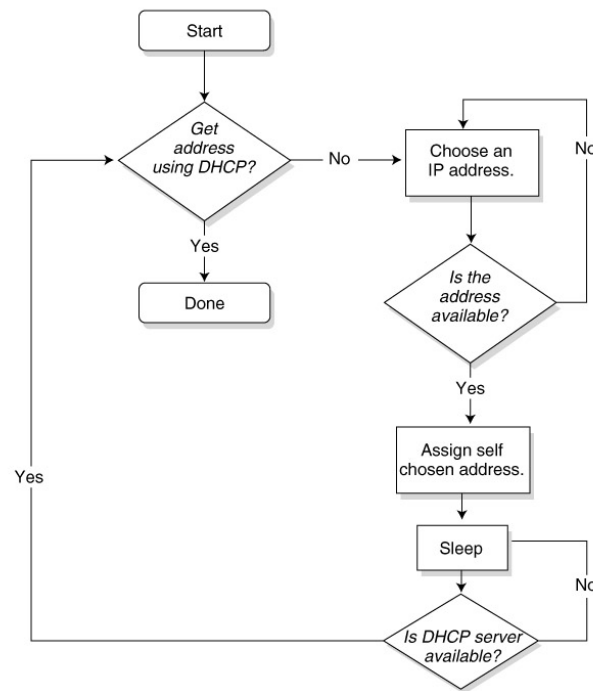 Start
Get
address
using DHCP?
No
Choose an
IP address.
No
Yes
Done
Is the
address
available?
Yes
Assign self
chosen address.
Yes
Sleep
No
Is DHCP server
available?